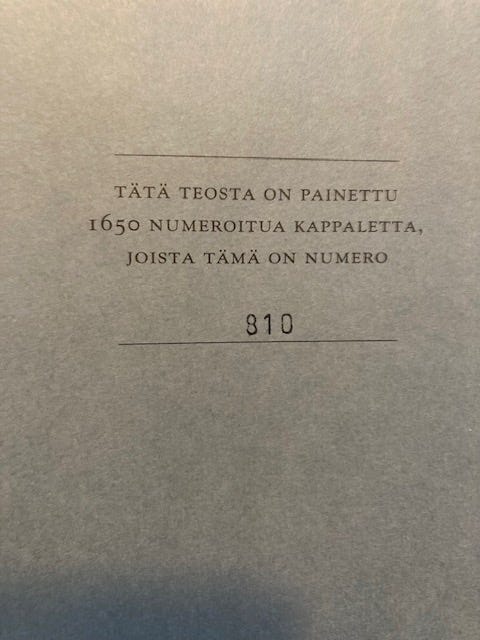 TÄTÄ TEOSTA ON PAINETTU
1650 NUMEROITUA KAPPALETTA,
JOISTA TÄMÄ ON NUMERO
810